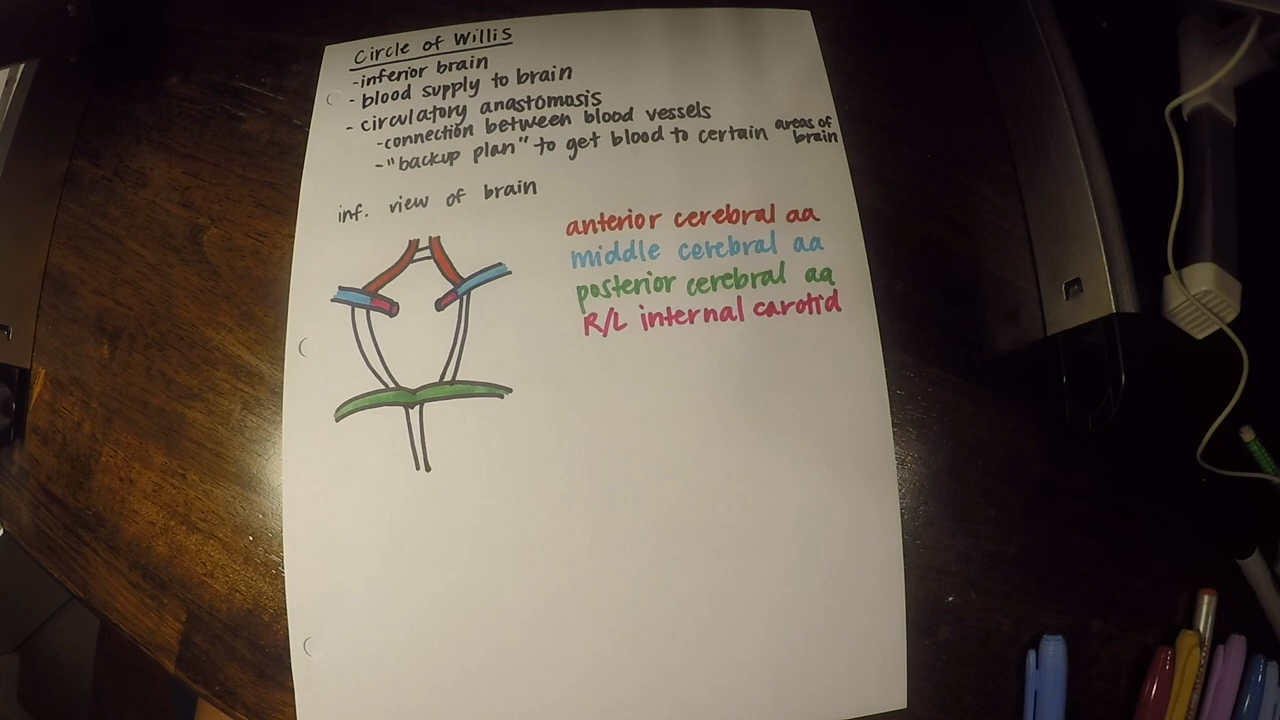 Circle of Willis
-inferior brain
- blood supply to brain
- circulatory anastomosis
-connection between blood vessels
-"backup plan" to get blood to certain areas of brain
inf. view of brain
anterior cerebral aa
middle cerebral aa
posterior cerebral aa
R/L internal carotid